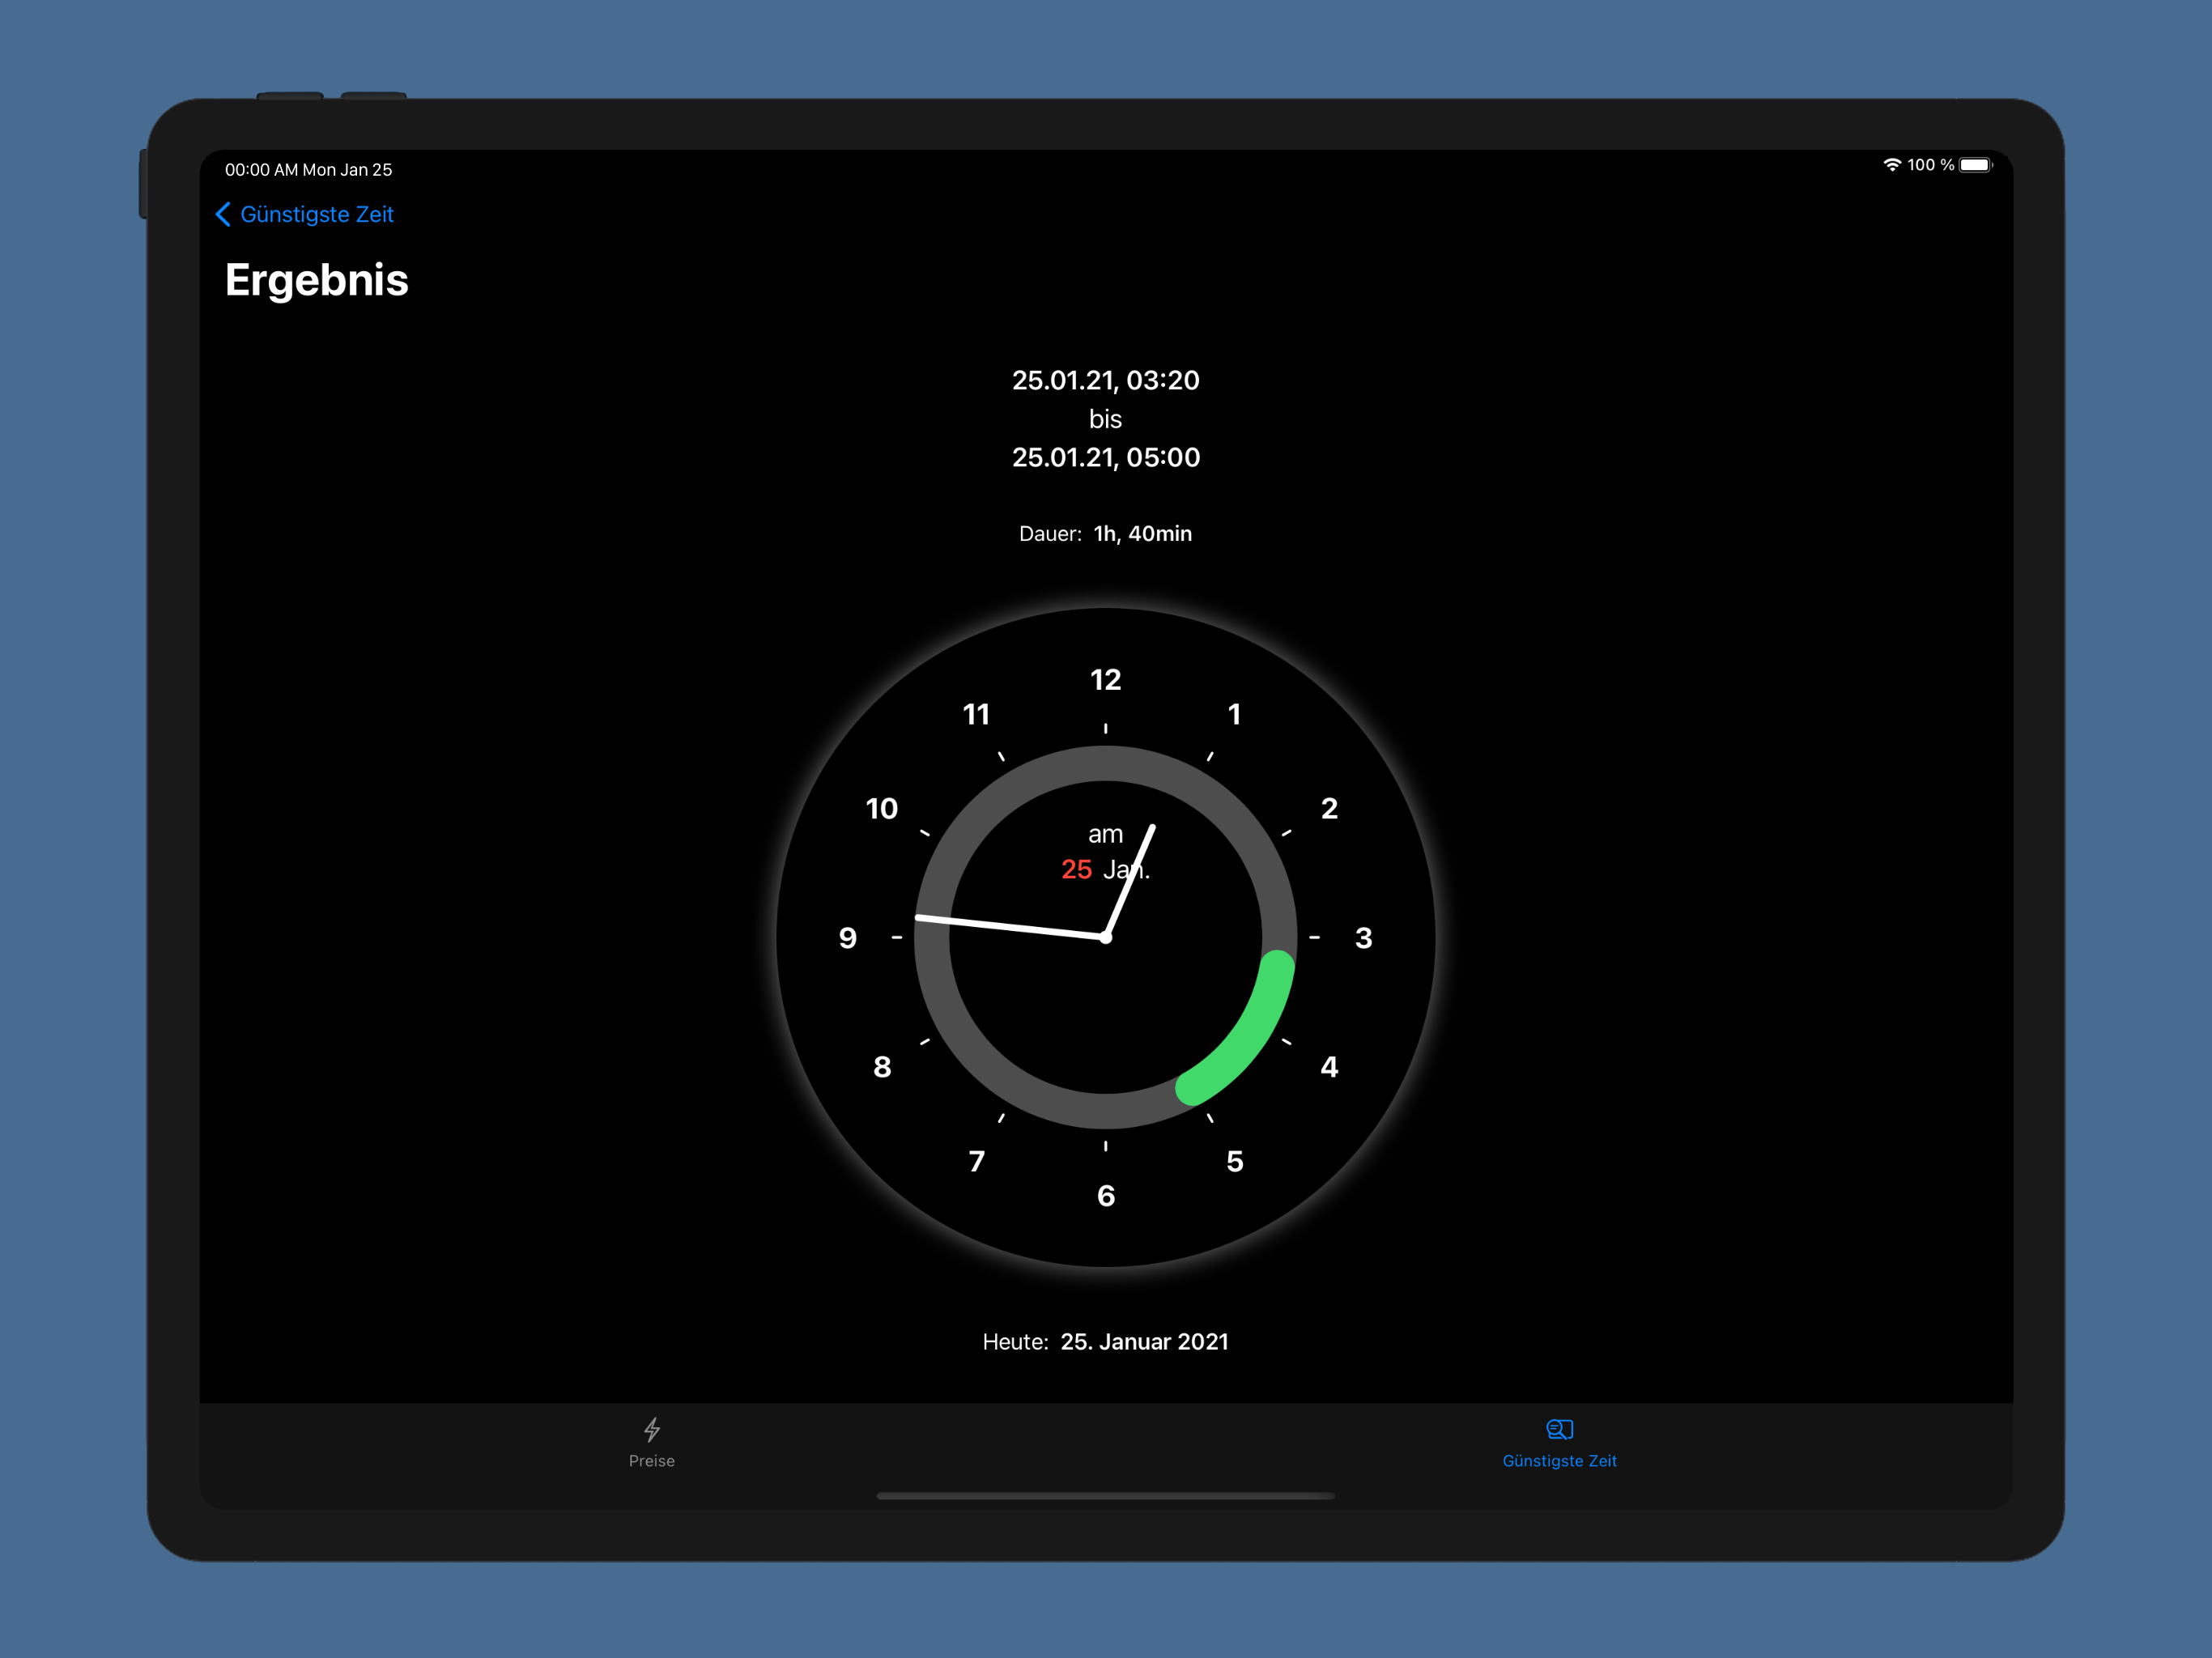 00:00 AM Mon Jan 25
100 %
Günstigste Zeit
Ergebnis
25.01.21, 03:20
bis
25.01.21, 05:00
Dauer: 1h, 40min
12
11
1
10
2
am
25 Jan.
9
3
8
4
7
5
6
Heute: 25. Januar 2021
Preise
Günstigste Zeit